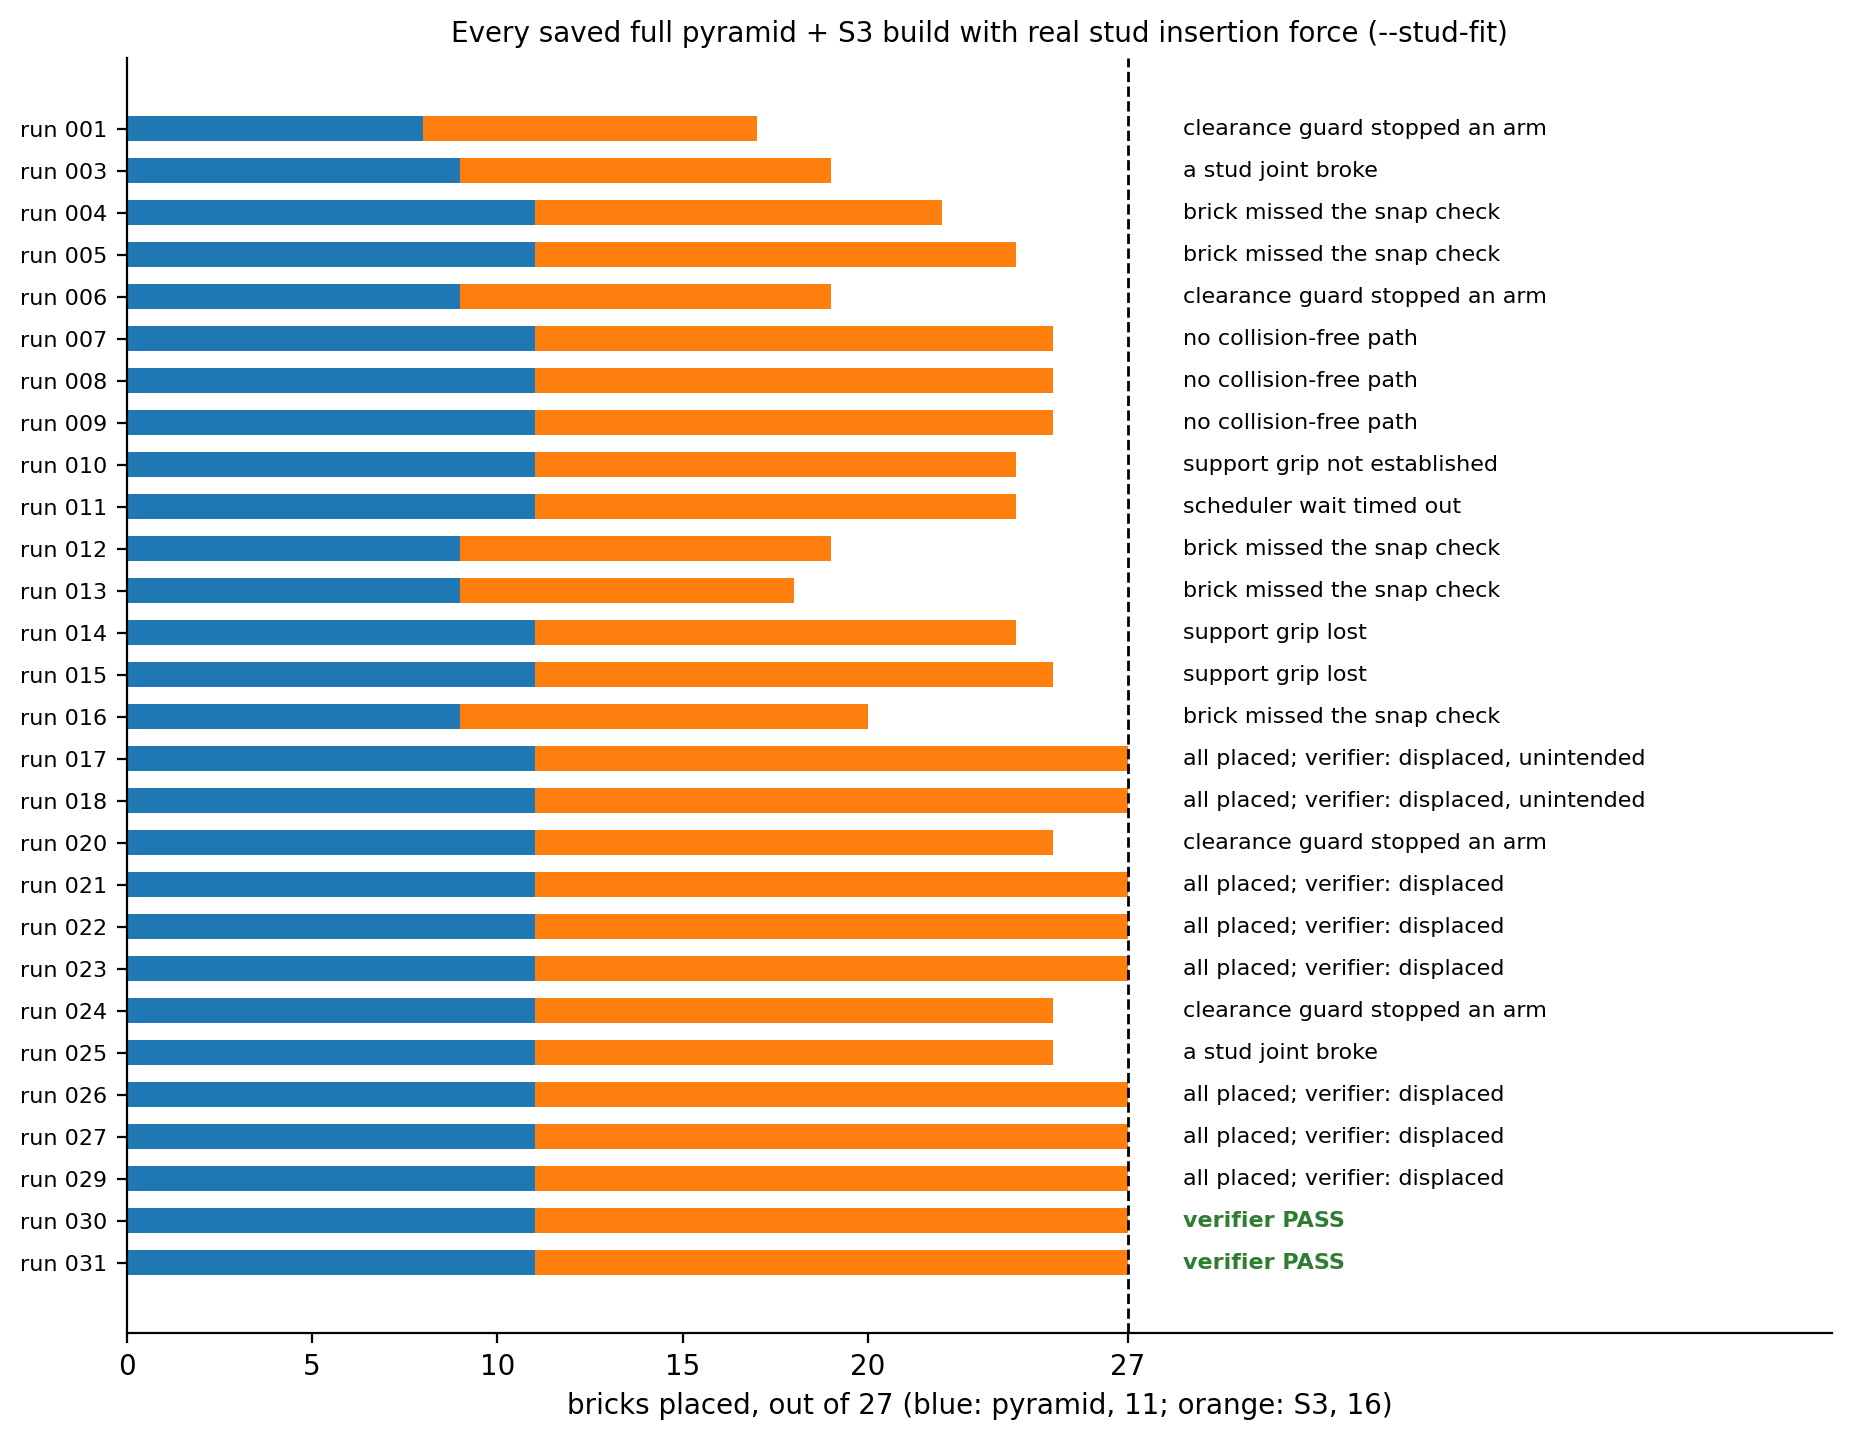 Every saved full pyramid + S3 build with real stud insertion force (--stud-fit)
run 001 clearance guard stopped an arm
run 003 a stud joint broke
run 004 brick missed the snap check
run 005 brick missed the snap check
run 006 clearance guard stopped an arm
run 007 no collision-free path
run 008 no collision-free path
run 009 no collision-free path
run 010 support grip not established
run 011 scheduler wait timed out
run 012 brick missed the snap check
run 013 brick missed the snap check
run 014 support grip lost
run 015 support grip lost
run 016 brick missed the snap check
run 017 all placed; verifier: displaced, unintended
run 018 all placed; verifier: displaced, unintended
run 020 clearance guard stopped an arm
run 021 all placed; verifier: displaced
run 022 all placed; verifier: displaced
run 023 all placed; verifier: displaced
run 024 clearance guard stopped an arm
run 025 a stud joint broke
run 026 all placed; verifier: displaced
run 027 all placed; verifier: displaced
run 029 all placed; verifier: displaced
run 030 verifier PASS
run 031 verifier PASS
0 5 10 15 20 27
bricks placed, out of 27 (blue: pyramid, 11; orange: S3, 16)